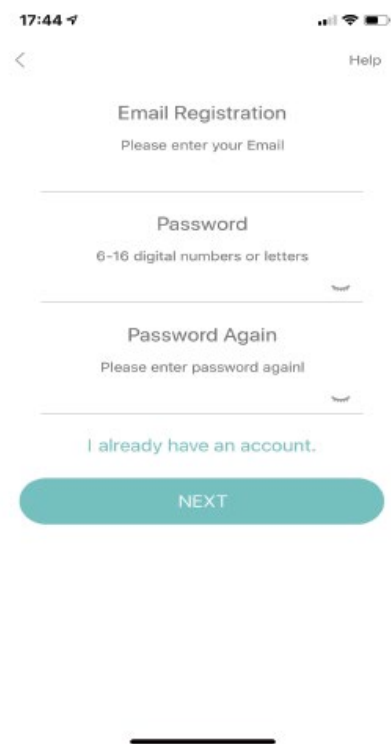 17:44
Help
Email Registration
Please enter your Email
Password
6-16 digital numbers or letters
Password Again
Please enter password again!
I already have an account.
NEXT